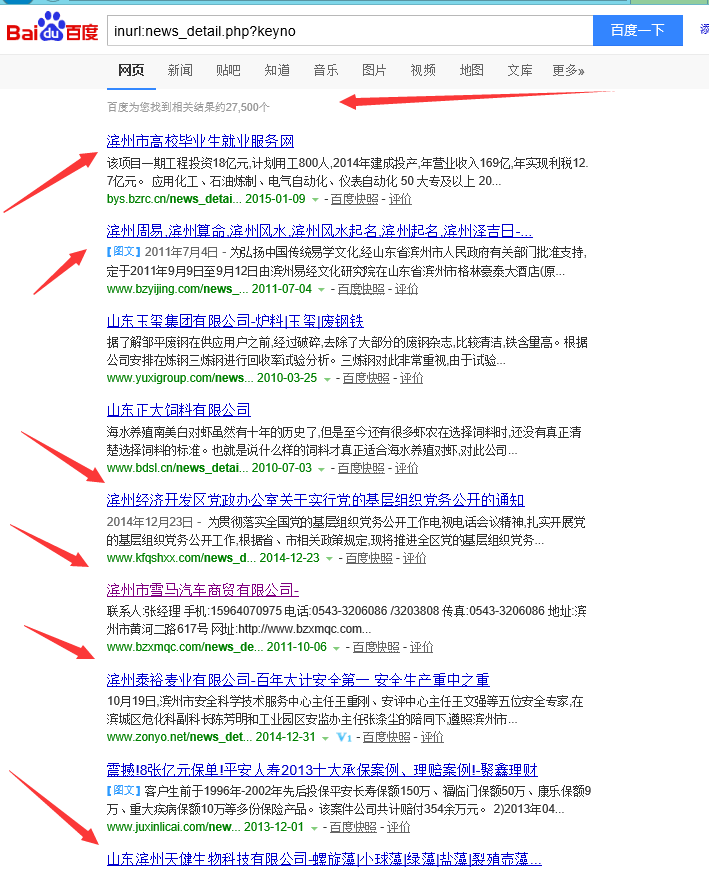 Bai du 百度
inurl:news_detail.php?keyno
百度一下
网页 新闻 贴吧 知道 音乐 图片 视频 地图 文库 更多»
百度为您找到相关结果约27,500个
滨州市高校毕业生就业服务网
该项目一期工程投资18亿元,计划用工800人,2014年建成投产,年营业收入169亿,年实现利税12.
7亿元。 应用化工、石油炼制、电气自动化、仪表自动化 50 大专及以上 20...
bys.bzrc.cn/news_detai... 2015-01-09 - 百度快照 - 评价
滨州周易,滨州算命,滨州风水,滨州风水起名,滨州起名,滨州泽吉日-...
【图文】2011年7月4日 - 为弘扬中国传统易学文化,经山东省滨州市人民政府有关部门批准支持,
定于2011年9月9日至9月12日由滨州易经文化研究院在山东省滨州市格林豪泰大酒店(原...
www.bzyijing.com/news_... 2011-07-04 - 百度快照 - 评价
山东玉玺集团有限公司-炉料|玉玺|废钢铁
据了解邹平废钢在供应用户之前,经过破碎,去除了大部分的废钢杂志,比较清洁,铁含量高。根据
公司安排在炼钢三炼钢进行回收率试验分析。三炼钢对此非常重视,由于试验...
www.yuxigroup.com/news... 2010-03-25 - 百度快照 - 评价
山东正大饲料有限公司
海水养殖南美白对虾虽然有十年的历史了,但是至今还有很多虾农在选择饲料时,还没有真正清
楚选择饲料的标准。也就是说什么样的饲料才真正适合海水养殖对虾,对此公司...
www.bdsl.cn/news_detai... 2010-07-03 - 百度快照 - 评价
滨州经济开发区党政办公室关于实行党的基层组织党务公开的通知
2014年12月23日 - 为贯彻落实全国党的基层组织党务公开工作电视电话会议精神,扎实开展党
的基层组织党务公开工作,根据省、市相关政策规定,现将推进全区党的基层组织党务...
www.kfqshxx.com/news_d... 2014-12-23 - 百度快照 - 评价
滨州市雪马汽车商贸有限公司-
联系人:张经理 手机:15964070975 电话:0543-3206086 /3203808 传真:0543-3206086 地址:滨
州市黄河二路617号 网址:http://www.bzxmqc.com...
www.bzxmqc.com/news_de... 2011-10-06 - 百度快照 - 评价
滨州泰裕麦业有限公司-百年大计安全第一 安全生产重中之重
10月19日,滨州市安全科学技术服务中心主任王重刚、安评中心主任王文强等五位安全专家,在
滨城区危化科副科长陈芳明和工业园区安监办主任张涤尘的陪同下,遵照滨州市...
www.zonyo.net/news_det... 2014-12-31 V1 - 百度快照 - 评价
震撼!8张亿元保单!平安人寿2013十大承保案例、理赔案例!-聚鑫理财
【图文】客户生前于1996年-2002年先后投保平安长寿保额150万、福临门保额50万、康乐保额9
万、重大疾病保额10万等多份保险产品。该案件公司共计赔付354余万元。 2)2013年04...
www.juxinlicai.com/new... 2013-12-01 - 百度快照 - 评价
山东滨州天健生物科技有限公司-螺旋藻|小球藻|绿藻|盐藻|裂殖壶藻...